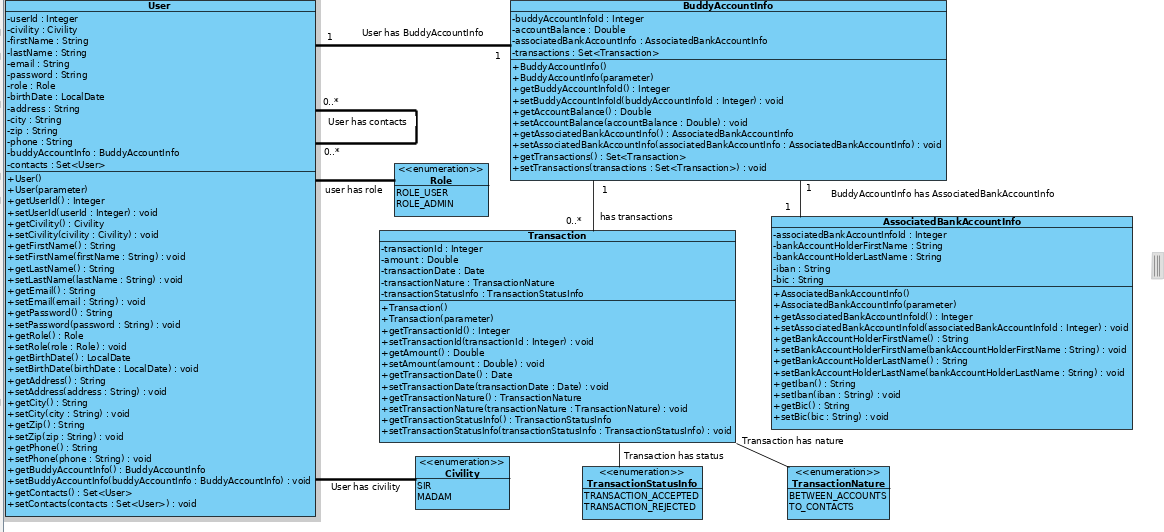 User
-userId : Integer
-civility : Civility
-firstName : String
-lastName : String
-email : String
-password : String
-role : Role
-birthDate : LocalDate
-address : String
-city : String
-zip : String
-phone : String
-buddyAccountInfo : BuddyAccountInfo
-contacts : Set<User>
+User()
+User(parameter)
+getUserId() : Integer
+setUserId(userId : Integer) : void
+getCivility() : Civility
+setCivility(civility : Civility) : void
+getFirstName() : String
+setFirstName(firstName : String) : void
+getLastName() : String
+setLastName(lastName : String) : void
+getEmail() : String
+setEmail(email : String) : void
+getPassword() : String
+setPassword(password : String) : void
+getRole() : Role
+setRole(role : Role) : void
+getBirthDate() : LocalDate
+setBirthDate(birthDate : LocalDate) : void
+getAddress() : String
+setAddress(address : String) : void
+getCity() : String
+setCity(city : String) : void
+getZip() : String
+setZip(zip : String) : void
+getPhone() : String
+setPhone(phone : String) : void
+getBuddyAccountInfo() : BuddyAccountInfo
+setBuddyAccountInfo(buddyAccountInfo : BuddyAccountInfo) : void
+getContacts() : Set<User>
+setContacts(contacts : Set<User>) : void
1
User has BuddyAccountInfo
1
0..*
User has contacts
0..*
user has role
<<enumeration>>
Role
ROLE_USER
ROLE_ADMIN
BuddyAccountInfo
-buddyAccountInfoId : Integer
-accountBalance : Double
-associatedBankAccountInfo : AssociatedBankAccountInfo
-transactions : Set<Transaction>
+BuddyAccountInfo()
+BuddyAccountInfo(parameter)
+getBuddyAccountInfoId() : Integer
+setBuddyAccountInfoId(buddyAccountInfoId : Integer) : void
+getAccountBalance() : Double
+setAccountBalance(accountBalance : Double) : void
+getAssociatedBankAccountInfo() : AssociatedBankAccountInfo
+setAssociatedBankAccountInfo(associatedBankAccountInfo : AssociatedBankAccountInfo) : void
+getTransactions() : Set<Transaction>
+setTransactions(transactions : Set<Transaction>) : void
1
has transactions
0..*
1
BuddyAccountInfo has AssociatedBankAccountInfo
1
Transaction
-transactionId : Integer
-amount : Double
-transactionDate : Date
-transactionNature : TransactionNature
-transactionStatusInfo : TransactionStatusInfo
+Transaction()
+Transaction(parameter)
+getTransactionId() : Integer
+setTransactionId(transactionId : Integer) : void
+getAmount() : Double
+setAmount(amount : Double) : void
+getTransactionDate() : Date
+setTransactionDate(transactionDate : Date) : void
+getTransactionNature() : TransactionNature
+setTransactionNature(transactionNature : TransactionNature) : void
+getTransactionStatusInfo() : TransactionStatusInfo
+setTransactionStatusInfo(transactionStatusInfo : TransactionStatusInfo) : void
AssociatedBankAccountInfo
-associatedBankAccountInfoId : Integer
-bankAccountHolderFirstName : String
-bankAccountHolderLastName : String
-iban : String
-bic : String
+AssociatedBankAccountInfo()
+AssociatedBankAccountInfo(parameter)
+getAssociatedBankAccountInfoId() : Integer
+setAssociatedBankAccountInfoId(associatedBankAccountInfoId : Integer) : void
+getBankAccountHolderFirstName() : String
+setBankAccountHolderFirstName(bankAccountHolderFirstName : String) : void
+getBankAccountHolderLastName() : String
+setBankAccountHolderLastName(bankAccountHolderLastName : String) : void
+getIban() : String
+setIban(iban : String) : void
+getBic() : String
+setBic(bic : String) : void
User has civility
<<enumeration>>
Civility
SIR
MADAM
Transaction has status
<<enumeration>>
TransactionStatusInfo
TRANSACTION_ACCEPTED
TRANSACTION_REJECTED
Transaction has nature
<<enumeration>>
TransactionNature
BETWEEN_ACCOUNTS
TO_CONTACTS